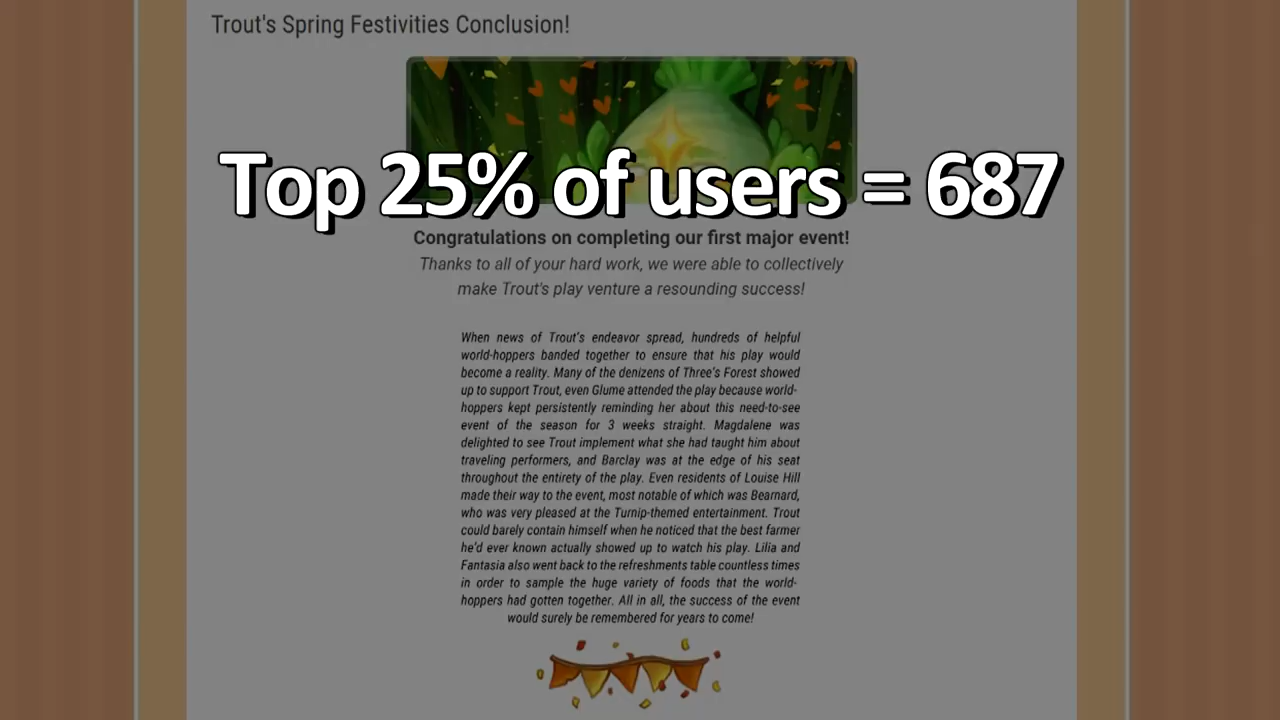 Trout's Spring Festivities Conclusion!
Top 25% of users = 687
Congratulations on completing our first major event!
Thanks to all of your hard work, we were able to collectively
make Trout's play venture a resounding success!
When news of Trout's endeavor spread, hundreds of helpful
world-hoppers banded together to ensure that his play would
become a reality. Many of the denizens of Three's Forest showed
up to support Trout, even Glume attended the play because world-
hoppers kept persistently reminding her about this need-to-see
event of the season for 3 weeks straight. Magdalene was
delighted to see Trout implement what she had taught him about
traveling performers, and Barclay was at the edge of his seat
throughout the entirety of the play. Even residents of Louise Hill
made their way to the event, most notable of which was Bearnard,
who was very pleased at the Turnip-themed entertainment. Trout
could barely contain himself when he noticed that the best farmer
he'd ever known actually showed up to watch his play. Lilia and
Fantasia also went back to the refreshments table countless times
in order to sample the huge variety of foods that the world-
hoppers had gotten together. All in all, the success of the event
would surely be remembered for years to come!